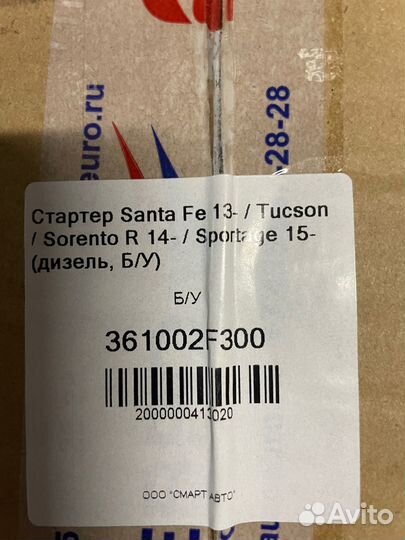 euro.ru
-28-28
Стартер Santa Fe 13- / Tucson
/ Sorento R 14- / Sportage 15-
(дизель, Б/У)
Б/У
361002F300
2000000413020
ООО "СМАРТ АВТО"
au
Avito